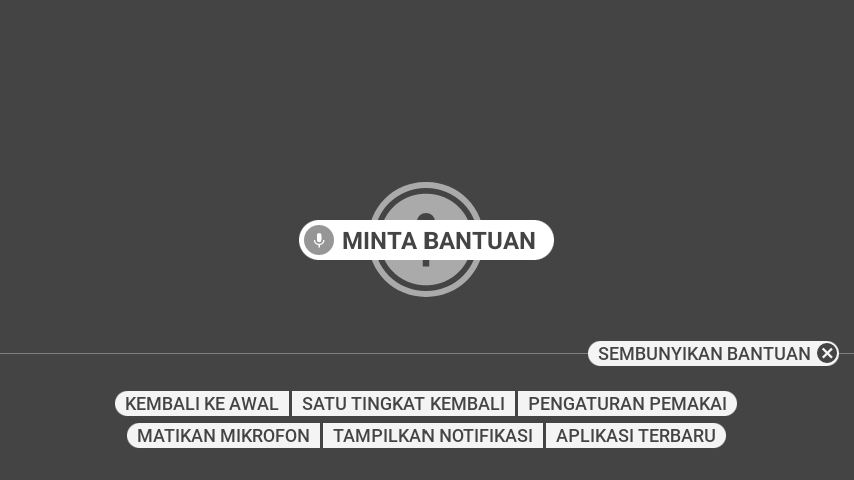 MINTA BANTUAN
SEMBUNYIKAN BANTUAN
KEMBALI KE AWAL SATU TINGKAT KEMBALI PENGATURAN PEMAKAI
MATIKAN MIKROFON TAMPILKAN NOTIFIKASI APLIKASI TERBARU